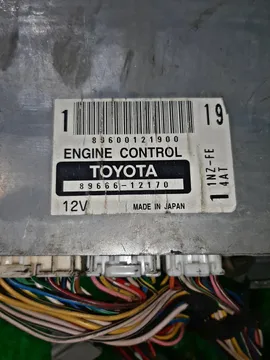 1 19
89600121900
ENGINE CONTROL
TOYOTA
89666-12170
12V MADE IN JAPAN
1 1NZ-FE
4AT